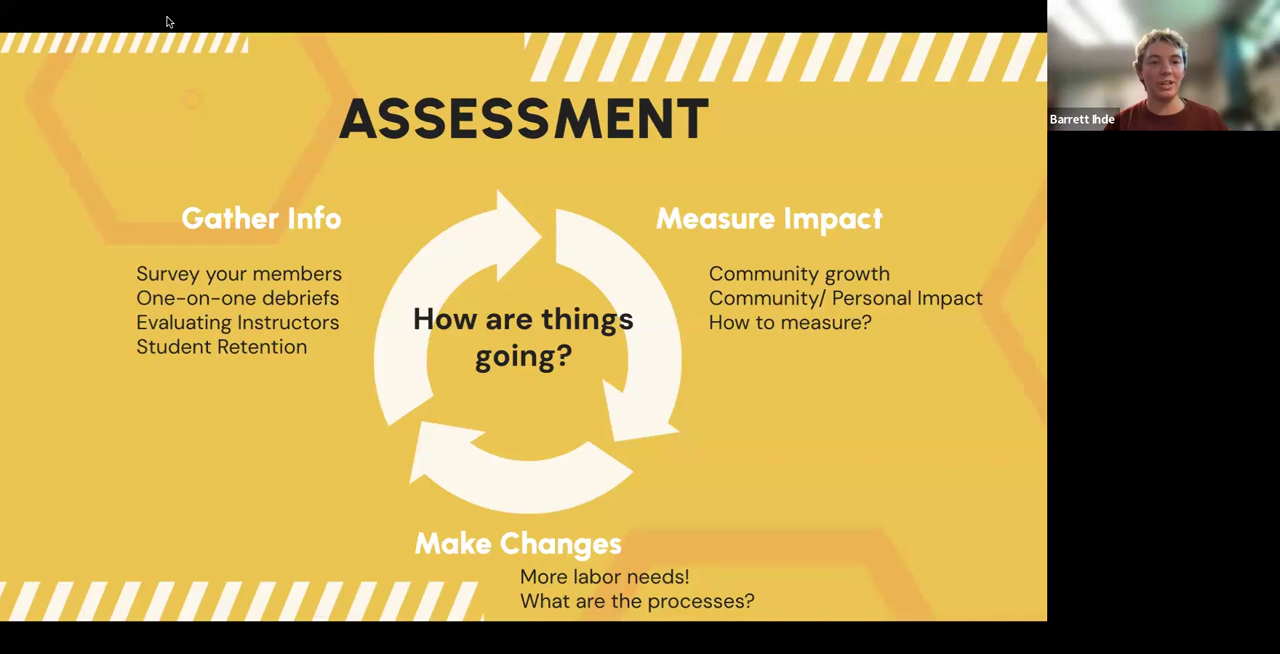 ASSESSMENT
Barrett Ihde
Gather Info
Survey your members
One-on-one debriefs
Evaluating Instructors
Student Retention
How are things
going?
Measure Impact
Community growth
Community/ Personal Impact
How to measure?
Make Changes
More labor needs!
What are the processes?